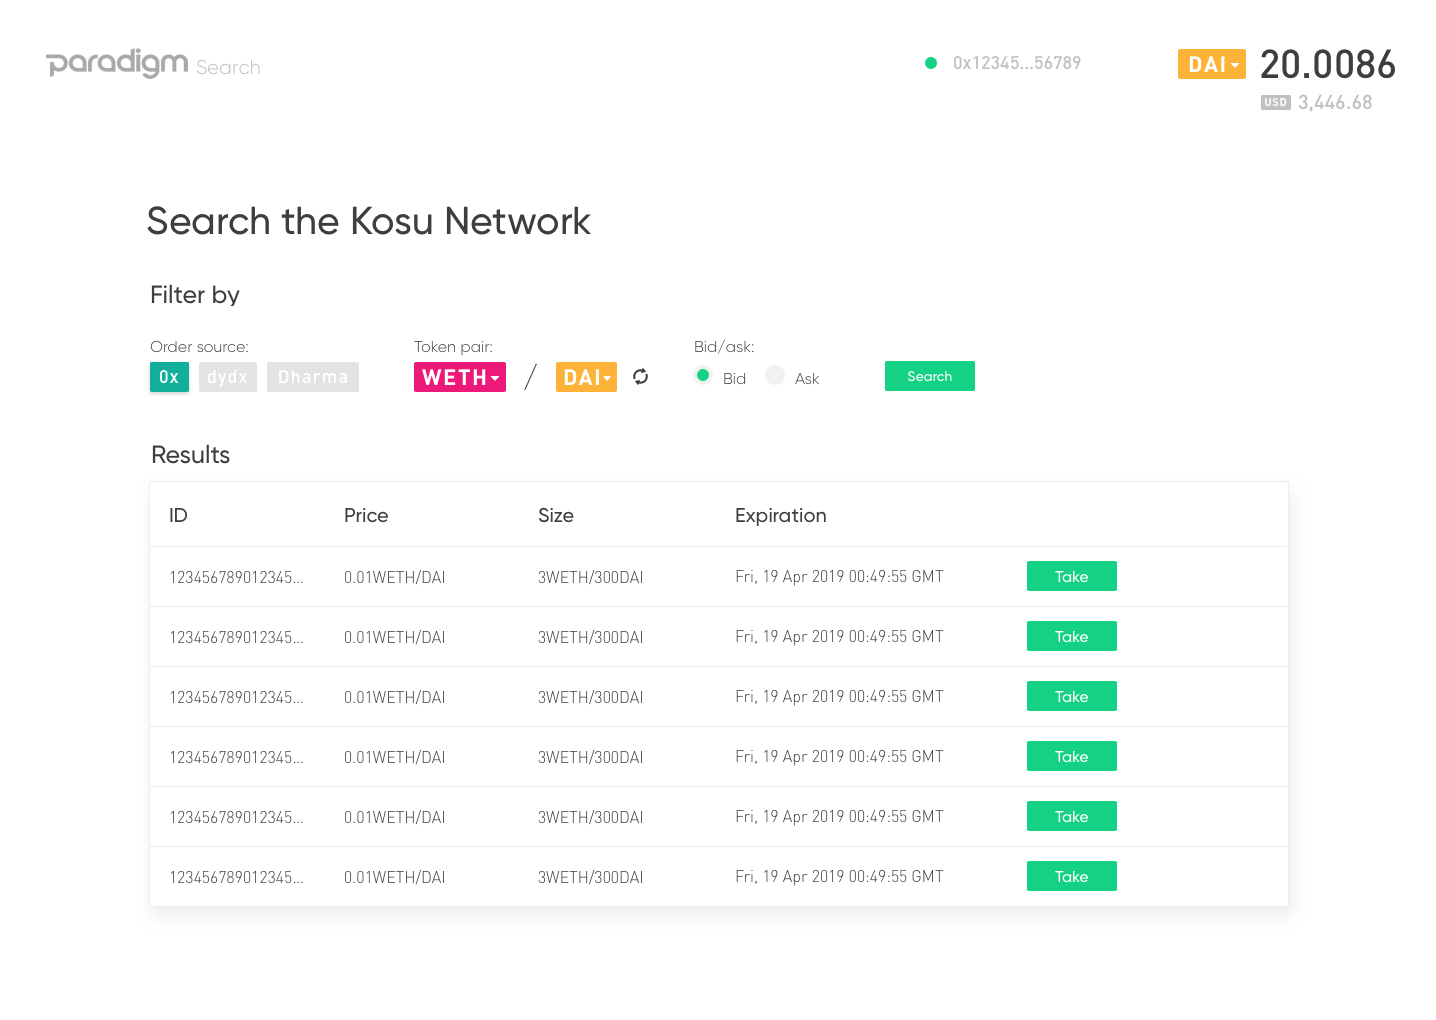 paradigm Search
0x12345...56789
DAI 20.0086
USD 3,446.68
Search the Kosu Network
Filter by
Order source: Token pair: Bid/ask:
0x dydx Dharma WETH / DAI Bid Ask Search
Results
ID Price Size Expiration
123456789012345... 0.01WETH/DAI 3WETH/300DAI Fri, 19 Apr 2019 00:49:55 GMT Take
123456789012345... 0.01WETH/DAI 3WETH/300DAI Fri, 19 Apr 2019 00:49:55 GMT Take
123456789012345... 0.01WETH/DAI 3WETH/300DAI Fri, 19 Apr 2019 00:49:55 GMT Take
123456789012345... 0.01WETH/DAI 3WETH/300DAI Fri, 19 Apr 2019 00:49:55 GMT Take
123456789012345... 0.01WETH/DAI 3WETH/300DAI Fri, 19 Apr 2019 00:49:55 GMT Take
123456789012345... 0.01WETH/DAI 3WETH/300DAI Fri, 19 Apr 2019 00:49:55 GMT Take